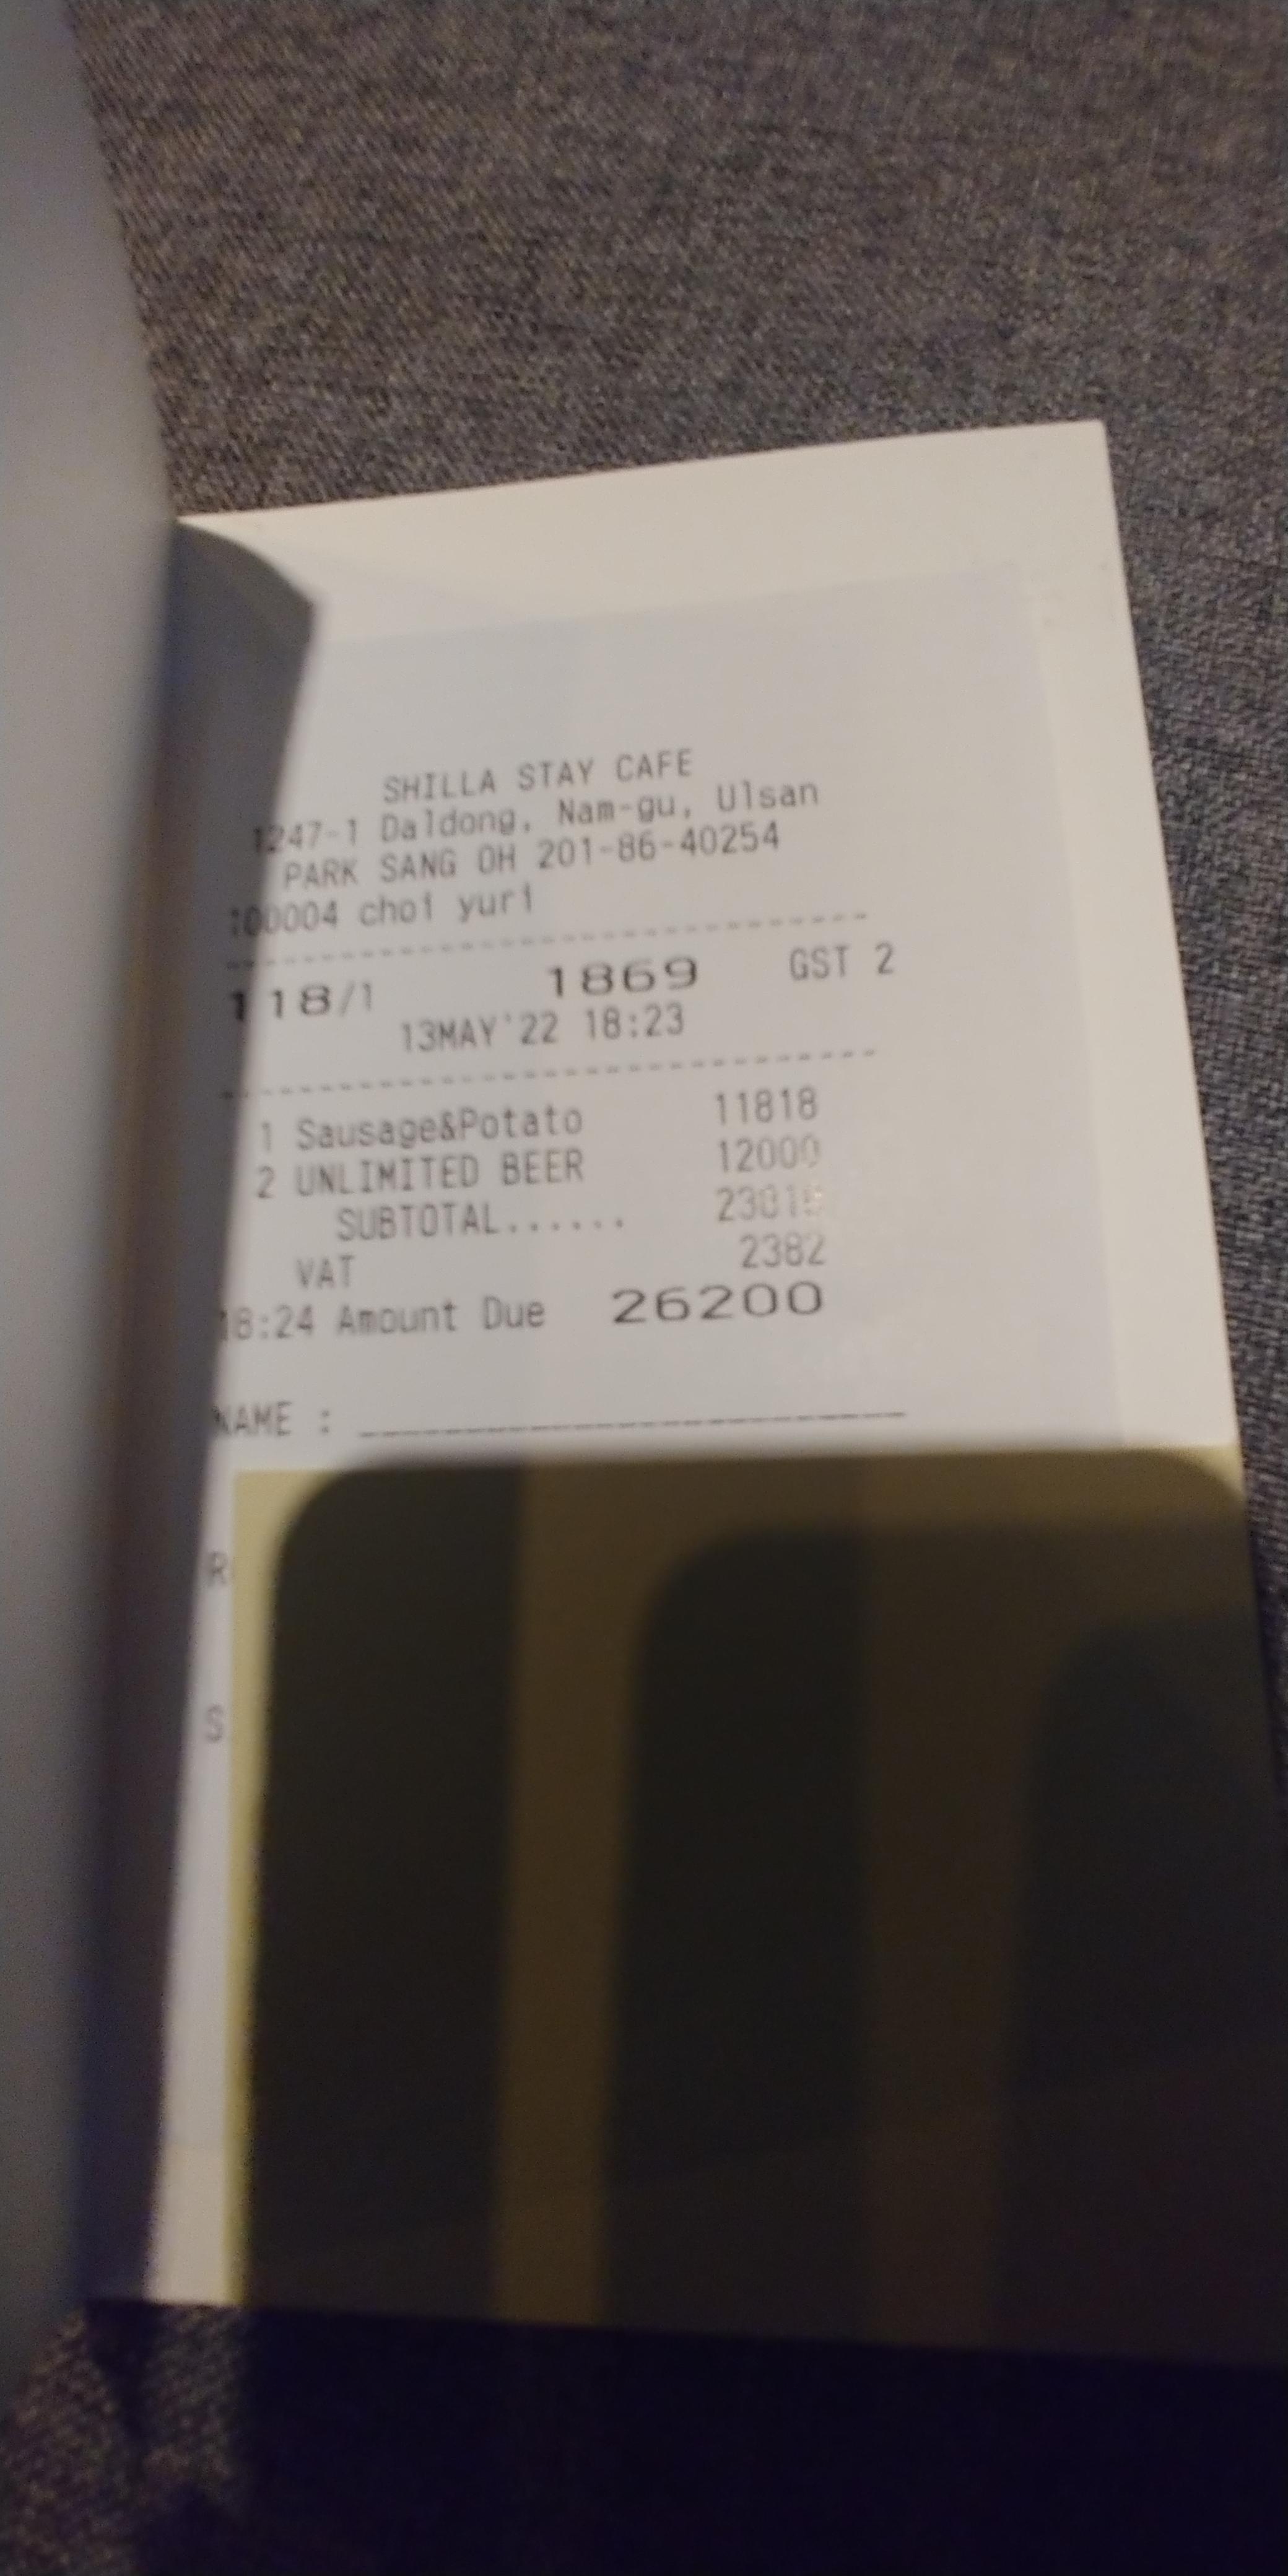 SHILLA STAY CAFE
1247-1 Daldong, Nam-gu, Ulsan
PARK SANG OH 201-86-40254
100004 choi yuri
118/1 1869 GST 2
13MAY'22 18:23
1 Sausage&Potato 11818
2 UNLIMITED BEER 12000
SUBTOTAL......
VAT 2382
18:24 Amount Due 26200
NAME :